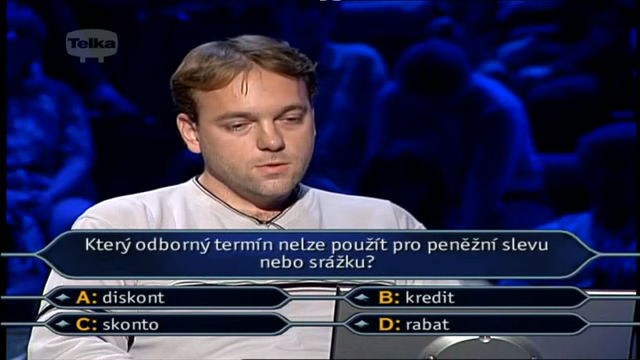 Telka
Který odborný termín nelze použít pro peněžní slevu
nebo srážku?
A: diskont
B: kredit
C: skonto
D: rabat